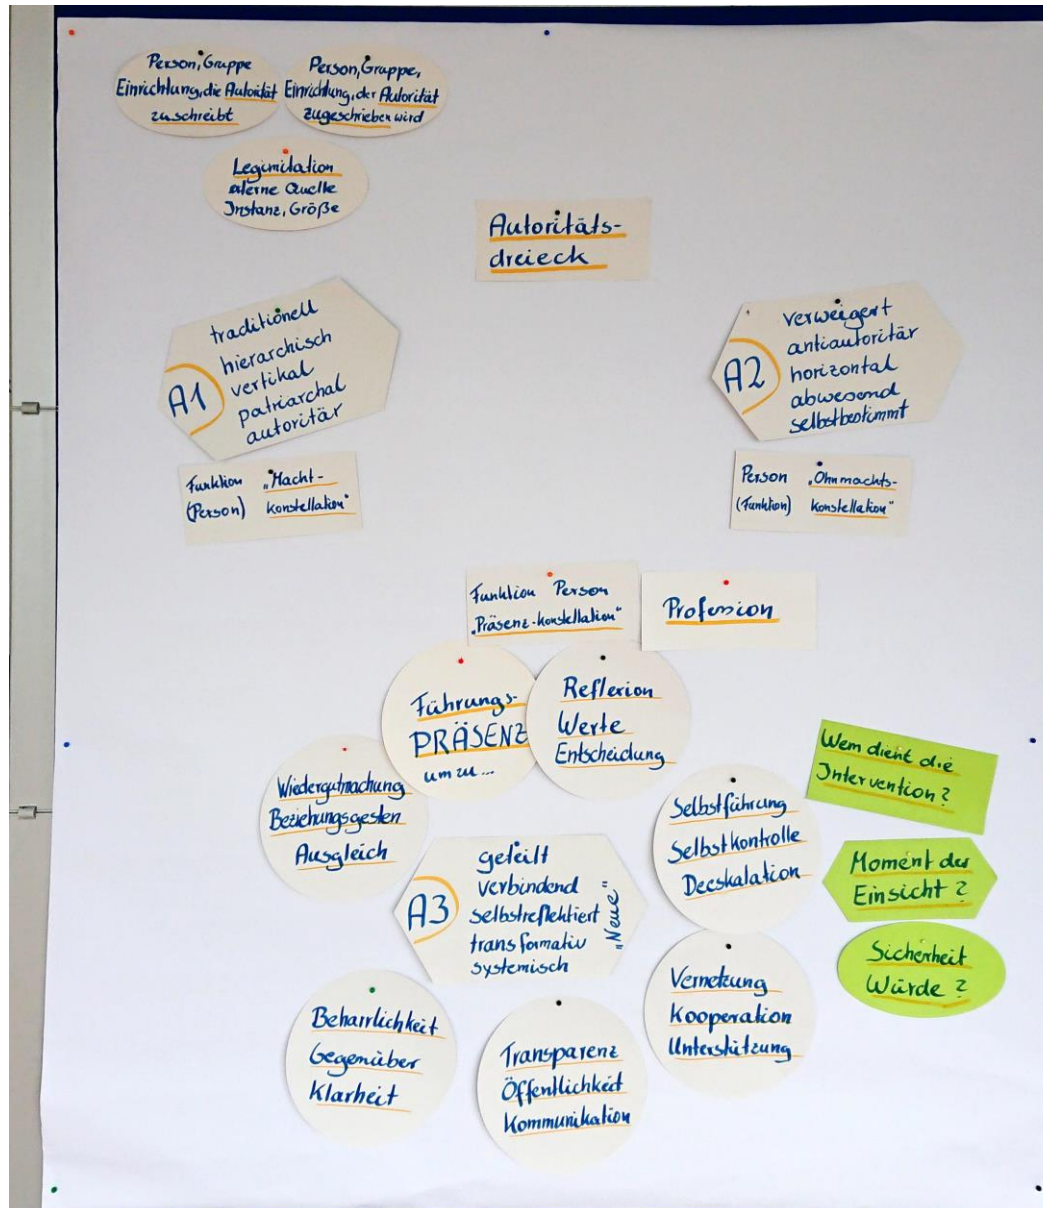 Person, Gruppe
Einrichtung, die Autorität
zuschreibt
Person, Gruppe,
Einrichtung, der Autorität
zugeschrieben wird
Legimitation
externe Quelle
Instanz, Größe
Autoritäts-
dreieck
A1
traditionell
hierarchisch
vertikal
patriarchal
autoritär
Funktion „Macht-
(Person) konstellation"
A2
verweigert
antiautoritär
horizontal
abwesend
selbstbestimmt
Person „Ohnmachts-
(Funktion) konstellation"
Funktion Person
„Präsenz-konstellation"
Profession
Führungs-
PRÄSENZ
um zu...
Reflexion
Werte
Entscheidung
Wiedergutmachung
Beziehungsgesten
Ausgleich
Selbstführung
Selbstkontrolle
Deeskalation
Wem dient die
Intervention?
Moment der
Einsicht?
Sicherheit
Würde?
A3
geteilt
verbindend
selbstreflektiert
transformativ
systemisch
„Neue"
Vernetzung
Kooperation
Unterstützung
Beharrlichkeit
Gegenüber
Klarheit
Transparenz
Öffentlichkeit
Kommunikation